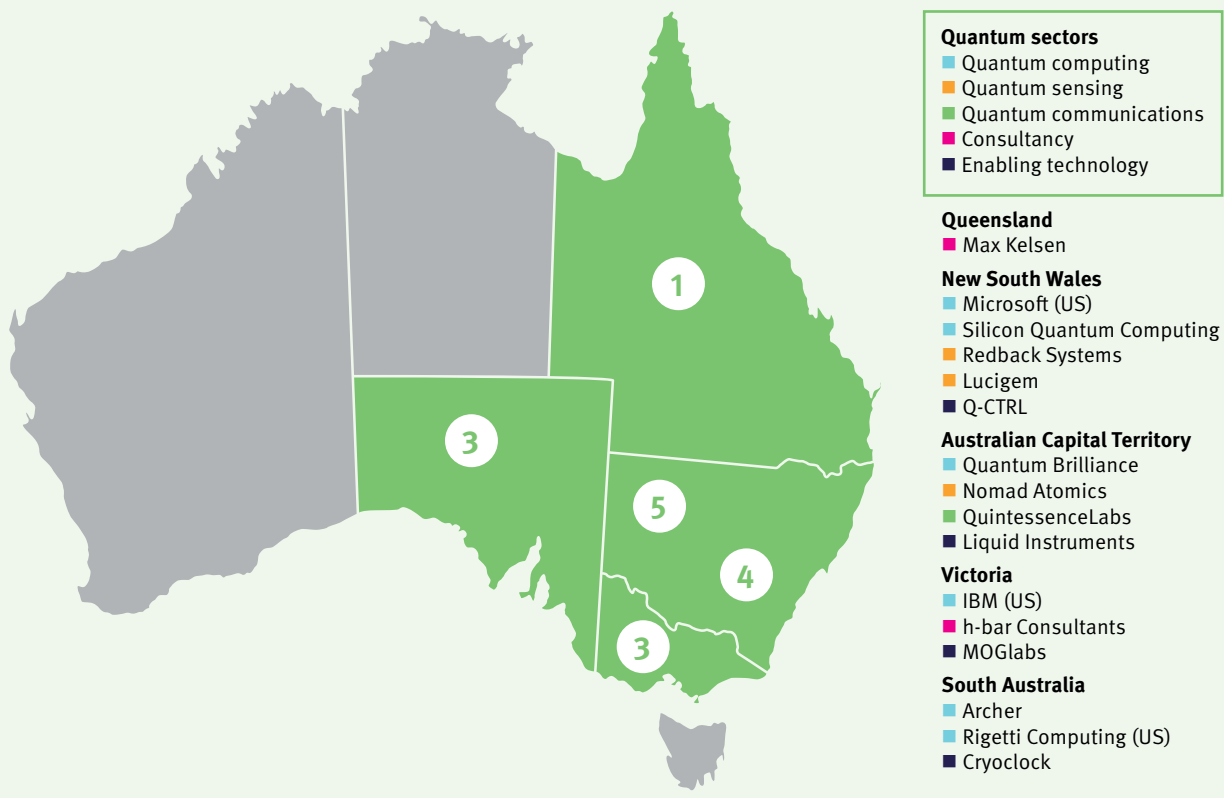 1
3
5
4
3
Quantum sectors
Quantum computing
Quantum sensing
Quantum communications
Consultancy
Enabling technology
Queensland
Max Kelsen
New South Wales
Microsoft (US)
Silicon Quantum Computing
Redback Systems
Lucigem
Q-CTRL
Australian Capital Territory
Quantum Brilliance
Nomad Atomics
QuintessenceLabs
Liquid Instruments
Victoria
IBM (US)
h-bar Consultants
MOGlabs
South Australia
Archer
Rigetti Computing (US)
Cryoclock